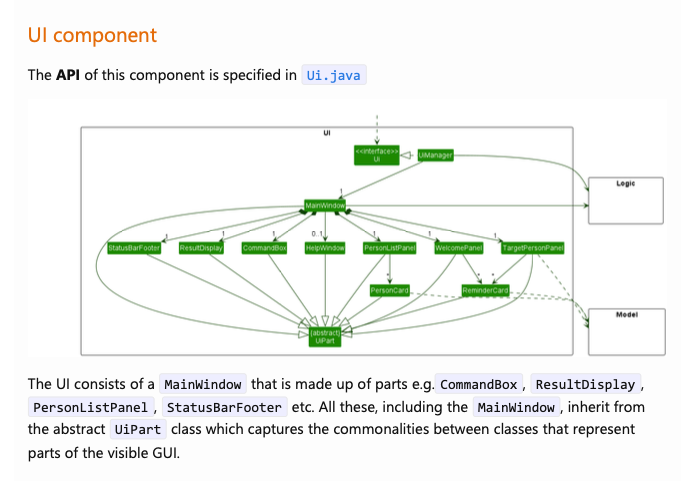 UI component
The API of this component is specified in Ui.java
UI
<<interface>>
Ui
UiManager
Logic
1
MainWindow
1 1 1 0..1 1 1 1
StatusBarFooter ResultDisplay CommandBox HelpWindow PersonListPanel WelcomePanel TargetPersonPanel
* * *
PersonCard ReminderCard
Model
{abstract}
UiPart
The UI consists of a MainWindow that is made up of parts e.g. CommandBox , ResultDisplay ,
PersonListPanel , StatusBarFooter etc. All these, including the MainWindow , inherit from
the abstract UiPart class which captures the commonalities between classes that represent
parts of the visible GUI.